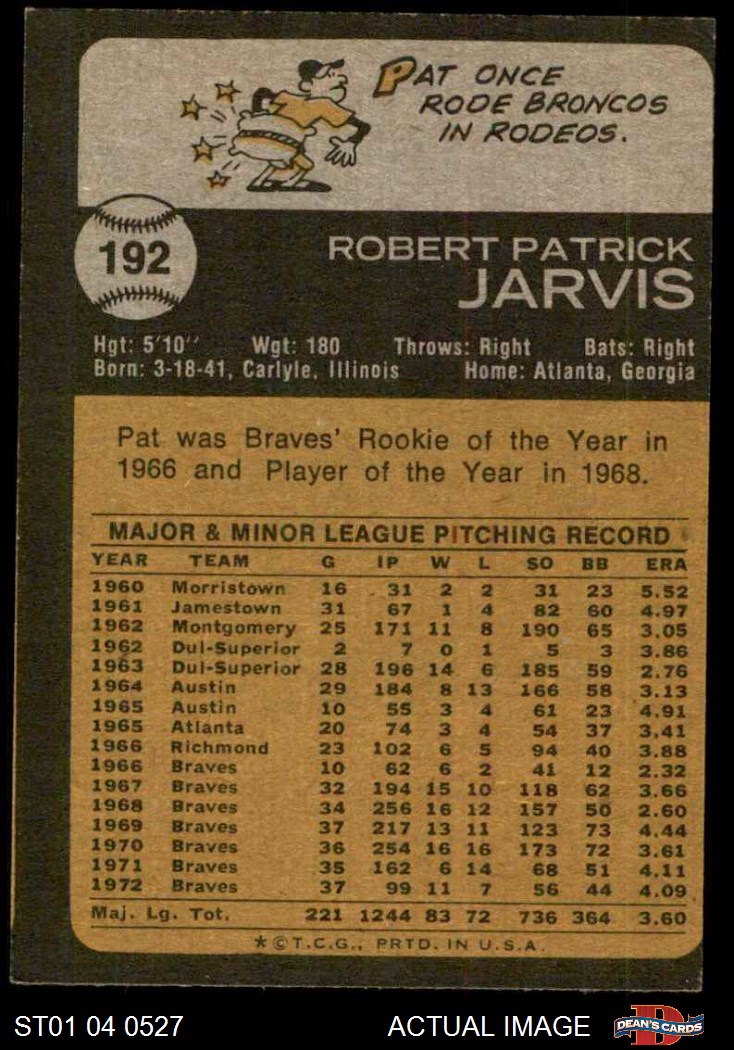 PAT ONCE
RODE BRONCOS
IN RODEOS.
192
ROBERT PATRICK
JARVIS
Hgt: 5'10" Wgt: 180 Throws: Right Bats: Right
Born: 3-18-41, Carlyle, Illinois Home: Atlanta, Georgia
Pat was Braves' Rookie of the Year in
1966 and Player of the Year in 1968.
MAJOR & MINOR LEAGUE PITCHING RECORD
YEAR TEAM G IP W L SO BB ERA
1960 Morristown 16 31 2 2 31 23 5.52
1961 Jamestown 31 67 1 4 82 60 4.97
1962 Montgomery 25 171 11 8 190 65 3.05
1962 Dul-Superior 2 7 0 1 5 3 3.86
1963 Dul-Superior 28 196 14 6 185 59 2.76
1964 Austin 29 184 8 13 166 58 3.13
1965 Austin 10 55 3 4 61 23 4.91
1965 Atlanta 20 74 3 4 54 37 3.41
1966 Richmond 23 102 6 5 94 40 3.88
1966 Braves 10 62 6 2 41 12 2.32
1967 Braves 32 194 15 10 118 62 3.66
1968 Braves 34 256 16 12 157 50 2.60
1969 Braves 37 217 13 11 123 73 4.44
1970 Braves 36 254 16 16 173 72 3.61
1971 Braves 35 162 6 14 68 51 4.11
1972 Braves 37 99 11 7 56 44 4.09
Maj. Lg. Tot. 221 1244 83 72 736 364 3.60
*©T.C.G., PRTD. IN U.S.A.
ST01 04 0527 ACTUAL IMAGE D DEAN'S CARDS